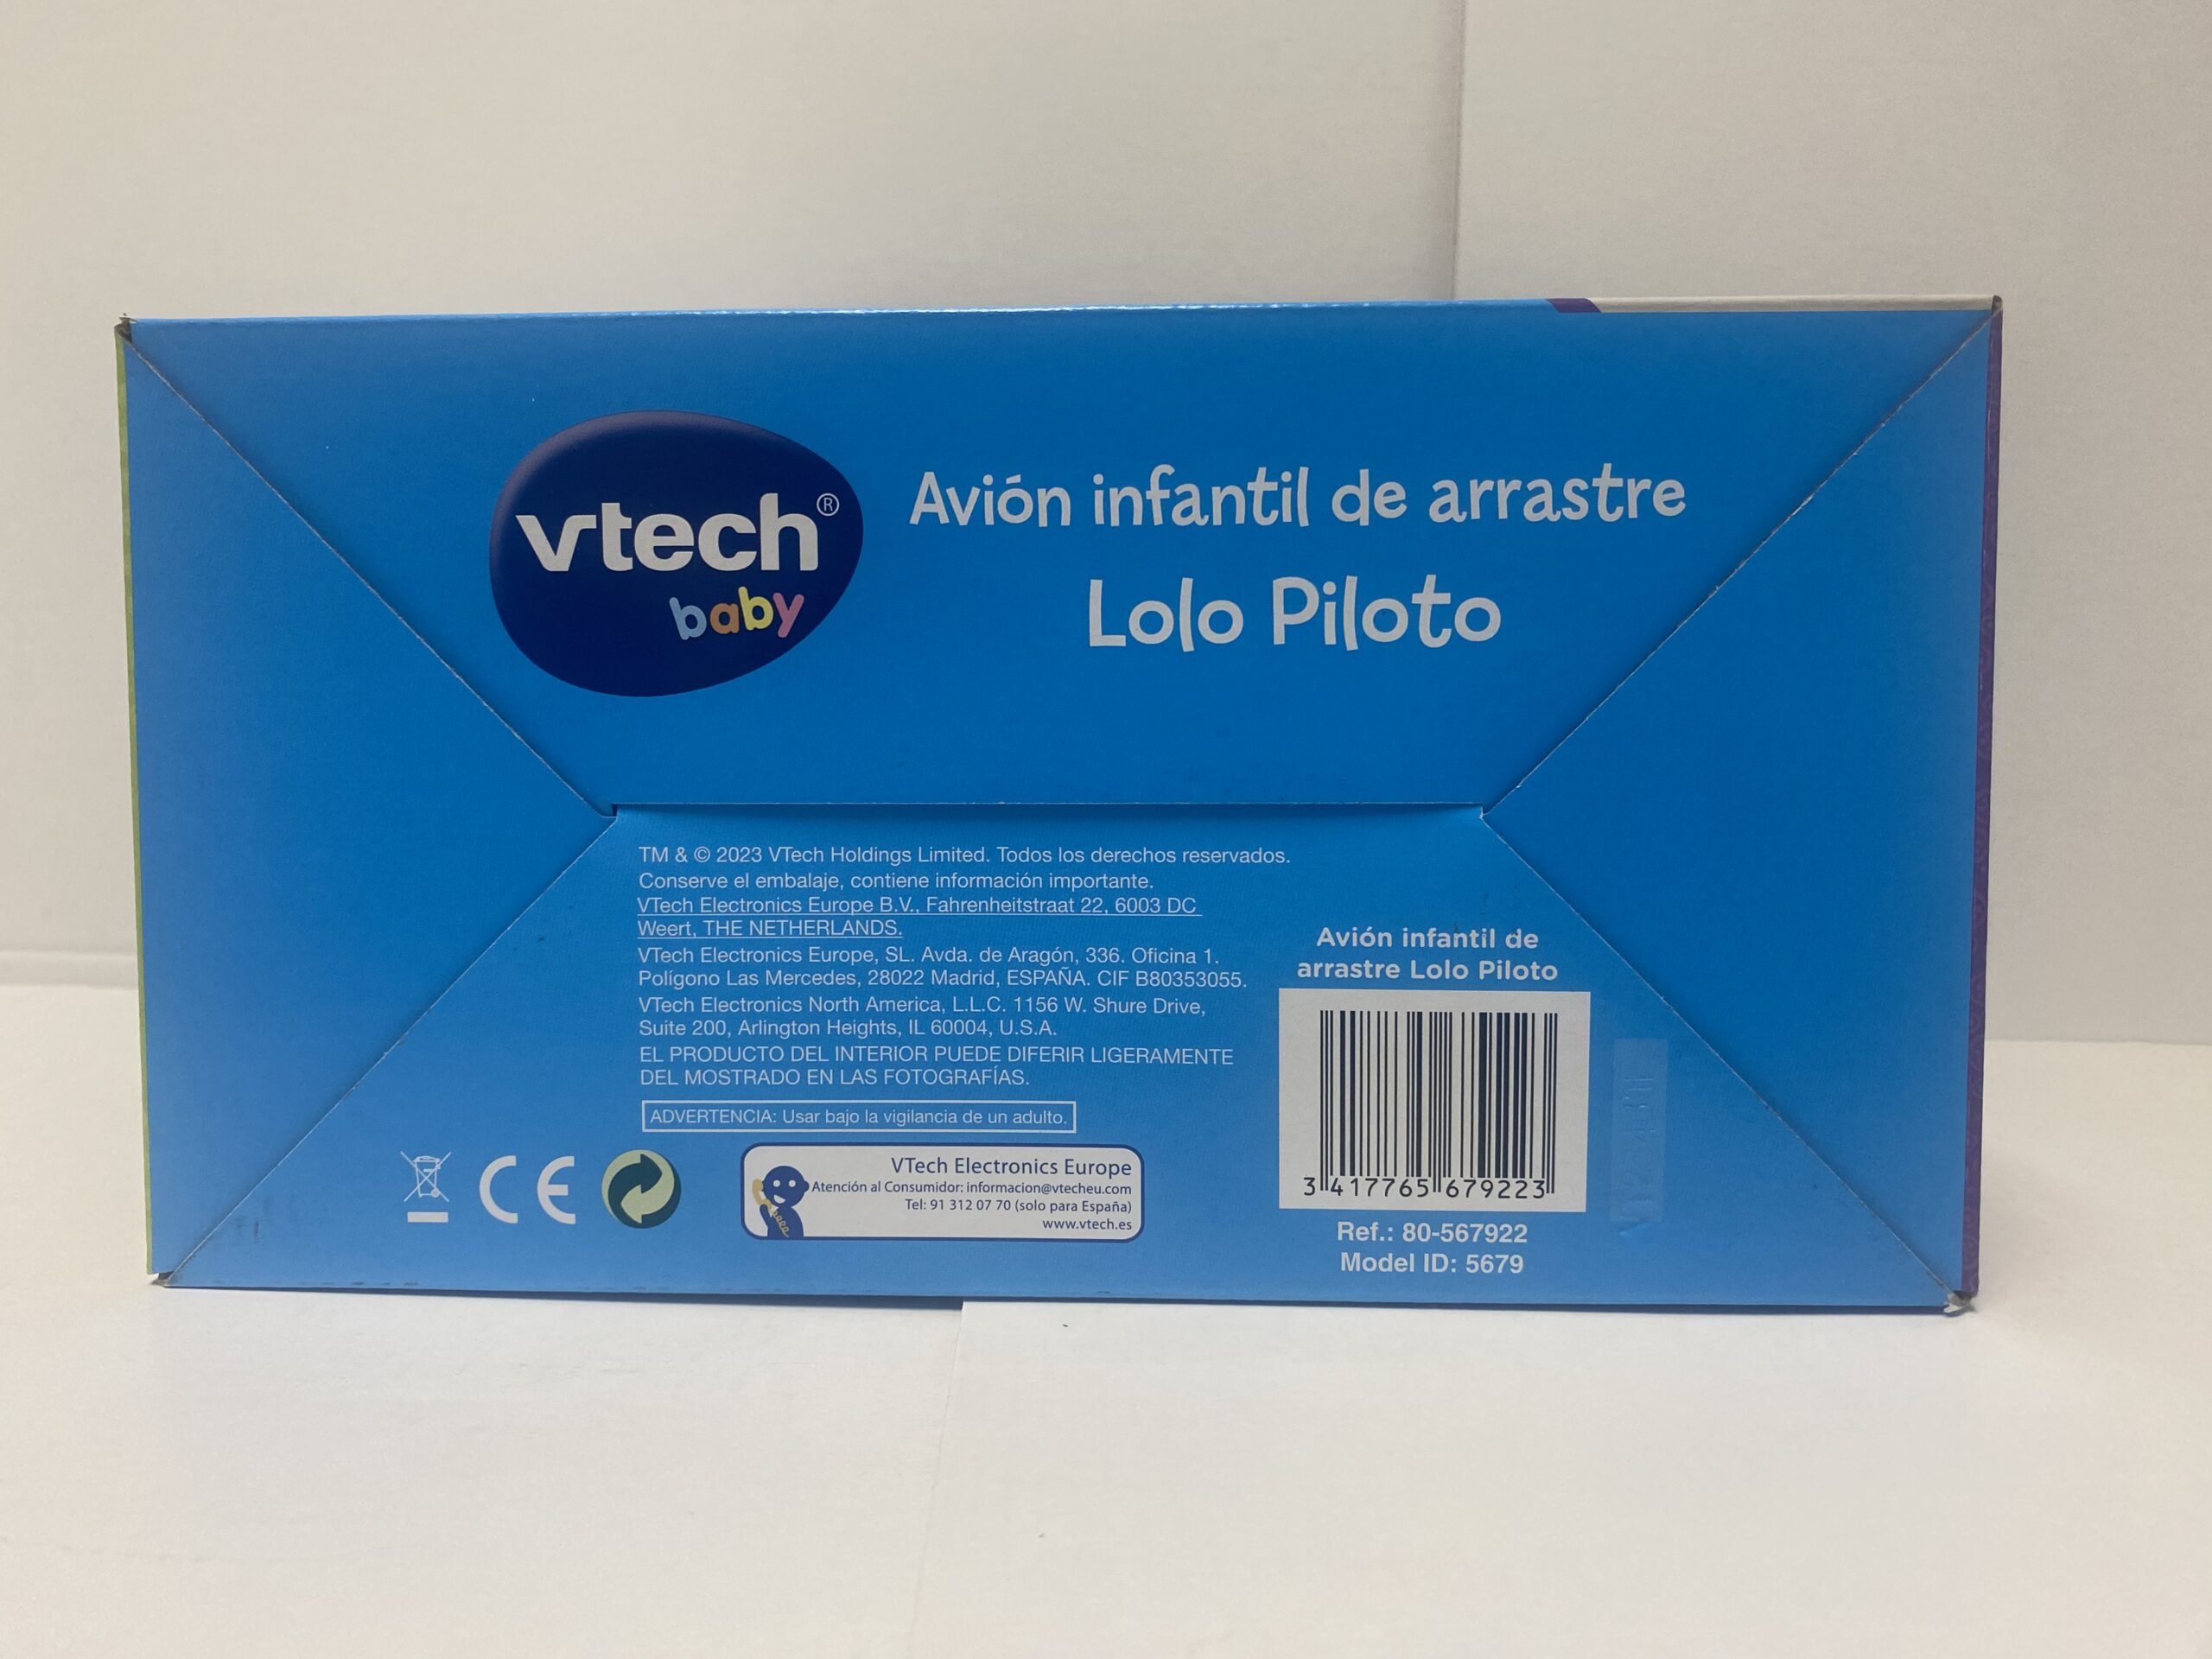 vtech®
baby
Avión infantil de arrastre
Lolo Piloto
TM & © 2023 VTech Holdings Limited. Todos los derechos reservados.
Conserve el embalaje, contiene información importante.
VTech Electronics Europe B.V., Fahrenheitstraat 22, 6003 DC
Weert, THE NETHERLANDS.
VTech Electronics Europe, SL. Avda. de Aragón, 336. Oficina 1.
Polígono Las Mercedes, 28022 Madrid, ESPAÑA. CIF B80353055.
VTech Electronics North America, L.L.C. 1156 W. Shure Drive,
Suite 200, Arlington Heights, IL 60004, U.S.A.
EL PRODUCTO DEL INTERIOR PUEDE DIFERIR LIGERAMENTE
DEL MOSTRADO EN LAS FOTOGRAFÍAS.
ADVERTENCIA: Usar bajo la vigilancia de un adulto.
CE
VTech Electronics Europe
Atención al Consumidor: informacion@vtecheu.com
Tel: 91 312 07 70 (solo para España)
www.vtech.es
Avión infantil de
arrastre Lolo Piloto
3 417765 679223
Ref.: 80-567922
Model ID: 5679